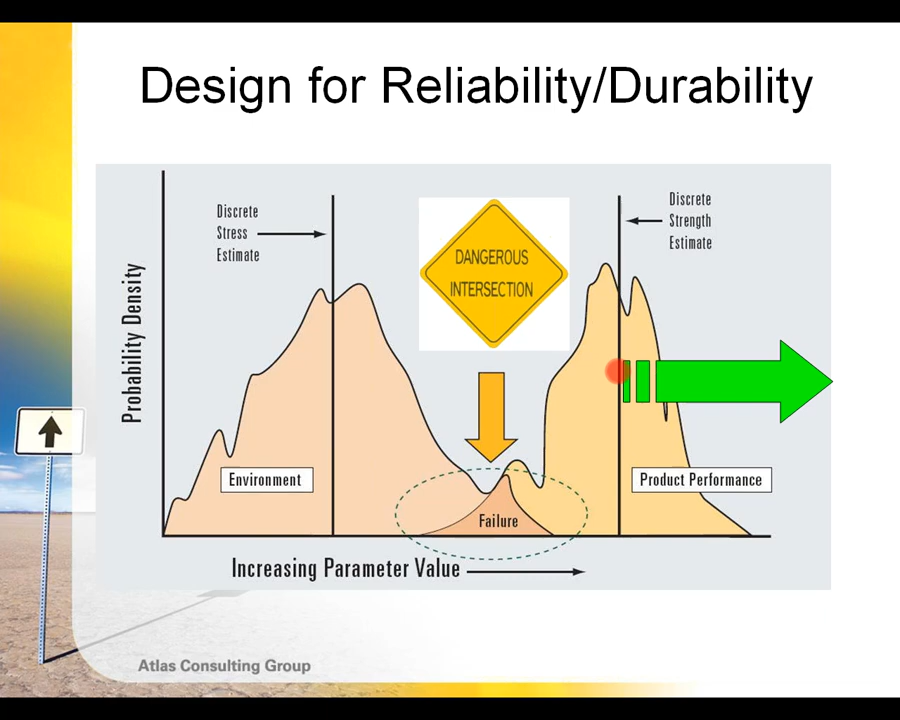 Design for Reliability/Durability
Discrete
Stress
Estimate
DANGEROUS
INTERSECTION
Discrete
Strength
Estimate
Probability Density
Environment
Failure
Product Performance
Increasing Parameter Value
Atlas Consulting Group